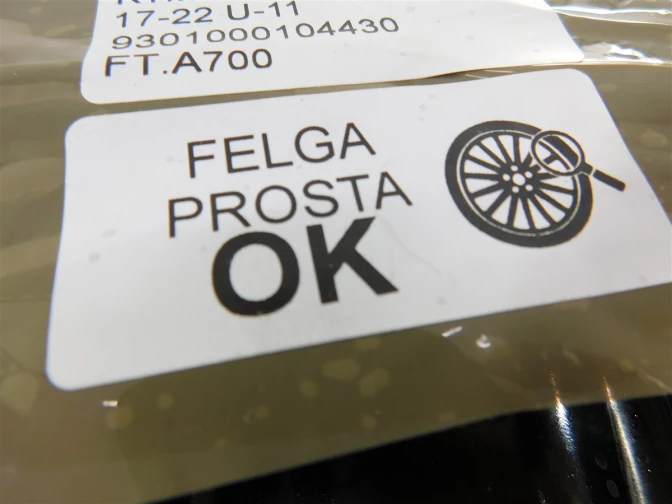 17-22 U-11
9301000104430
FT.A700
FELGA
PROSTA
OK